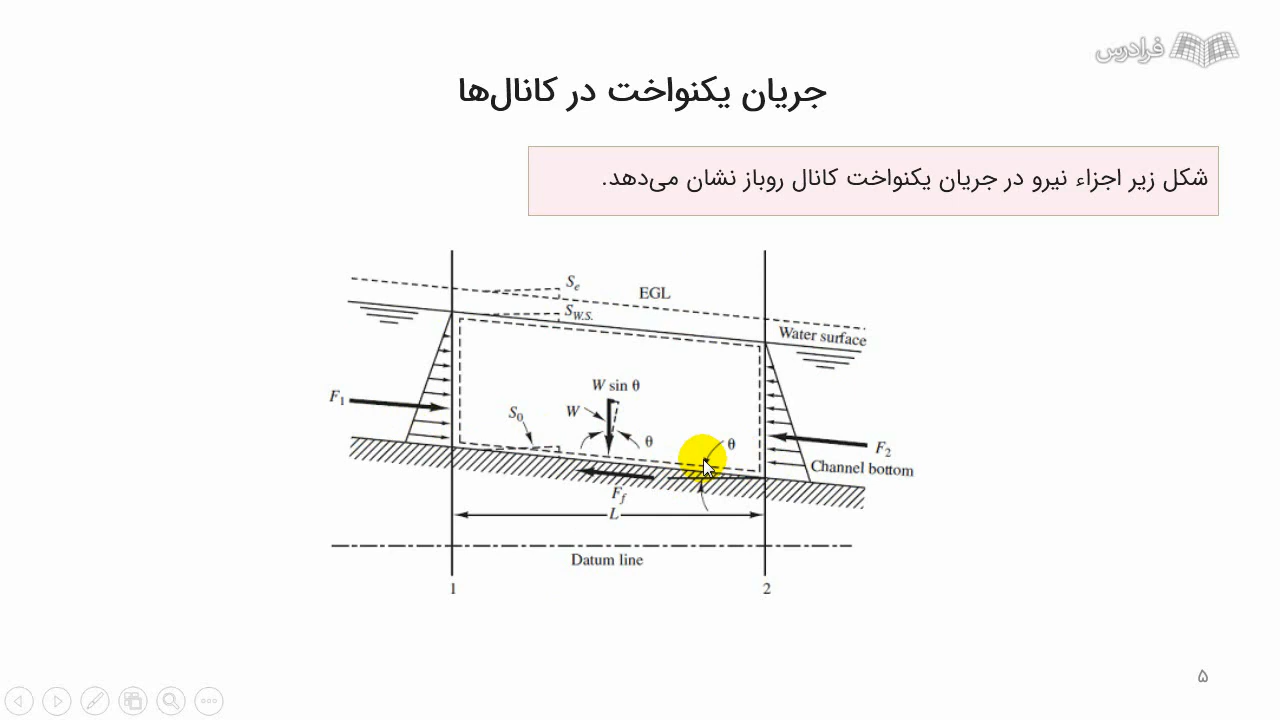 فرادرس
جریان یکنواخت در کانال‌ها
شکل زیر اجزاء نیرو در جریان یکنواخت کانال روباز نشان می‌دهد.
Se
EGL
SW.S.
Water surface
W sin θ
F1
W
S0
θ
θ
F2
Channel bottom
Ff
L
Datum line
1
2
۵